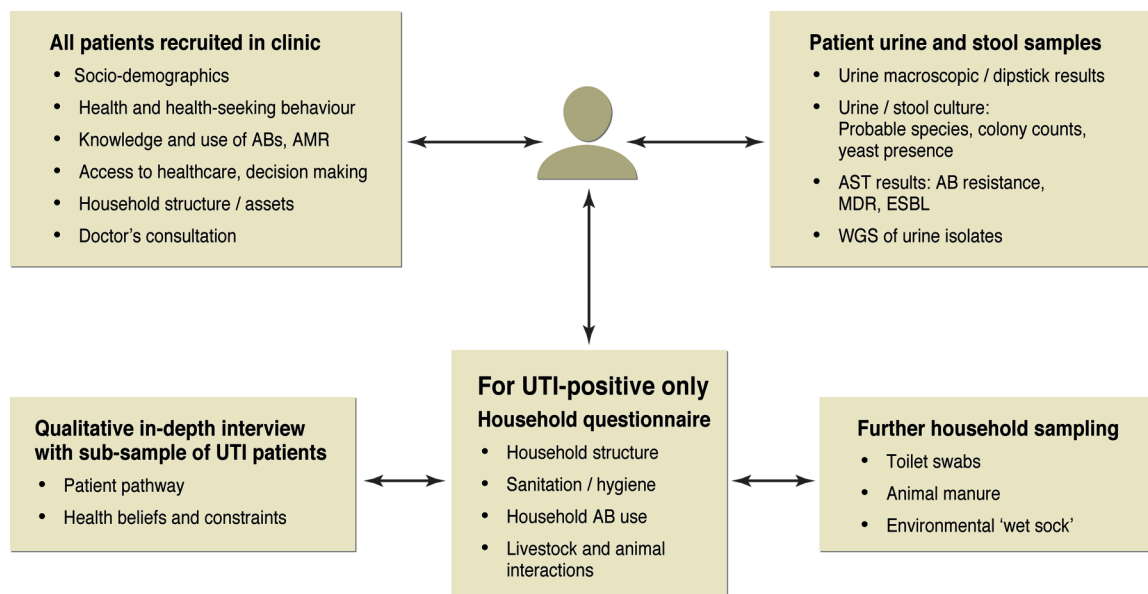 All patients recruited in clinic
• Socio-demographics
• Health and health-seeking behaviour
• Knowledge and use of ABs, AMR
• Access to healthcare, decision making
• Household structure / assets
• Doctor’s consultation
Patient urine and stool samples
• Urine macroscopic / dipstick results
• Urine / stool culture:
Probable species, colony counts,
yeast presence
• AST results: AB resistance,
MDR, ESBL
• WGS of urine isolates
Qualitative in-depth interview
with sub-sample of UTI patients
• Patient pathway
• Health beliefs and constraints
For UTI-positive only
Household questionnaire
• Household structure
• Sanitation / hygiene
• Household AB use
• Livestock and animal
interactions
Further household sampling
• Toilet swabs
• Animal manure
• Environmental ‘wet sock’